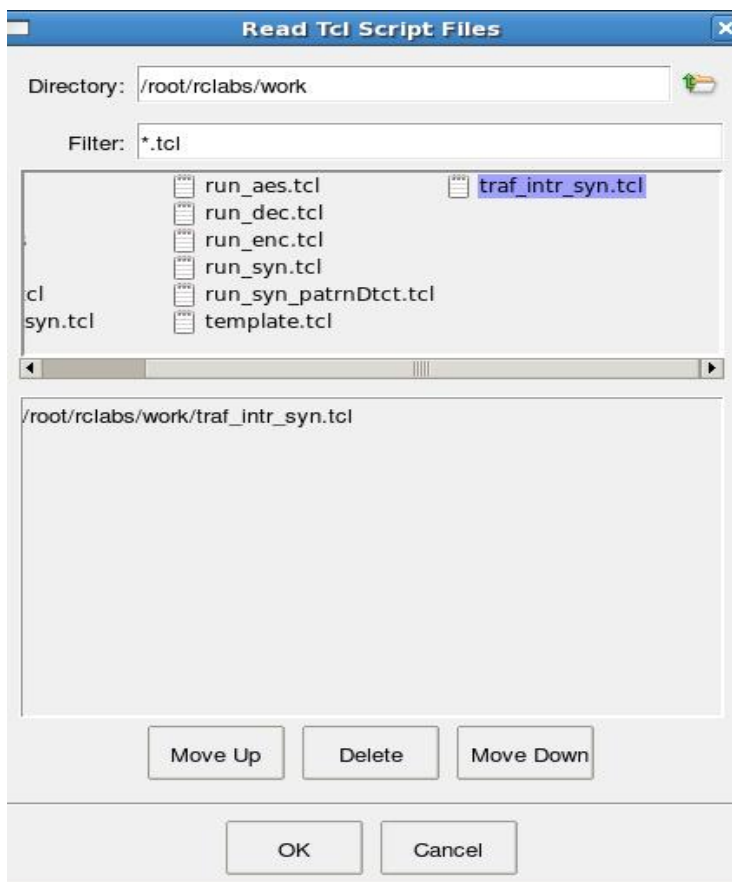 Read Tcl Script Files
Directory: /root/rclabs/work
Filter: *.tcl
run_aes.tcl traf_intr_syn.tcl
run_dec.tcl
run_enc.tcl
run_syn.tcl
cl run_syn_patrnDtct.tcl
syn.tcl template.tcl
/root/rclabs/work/traf_intr_syn.tcl
Move Up Delete Move Down
OK Cancel